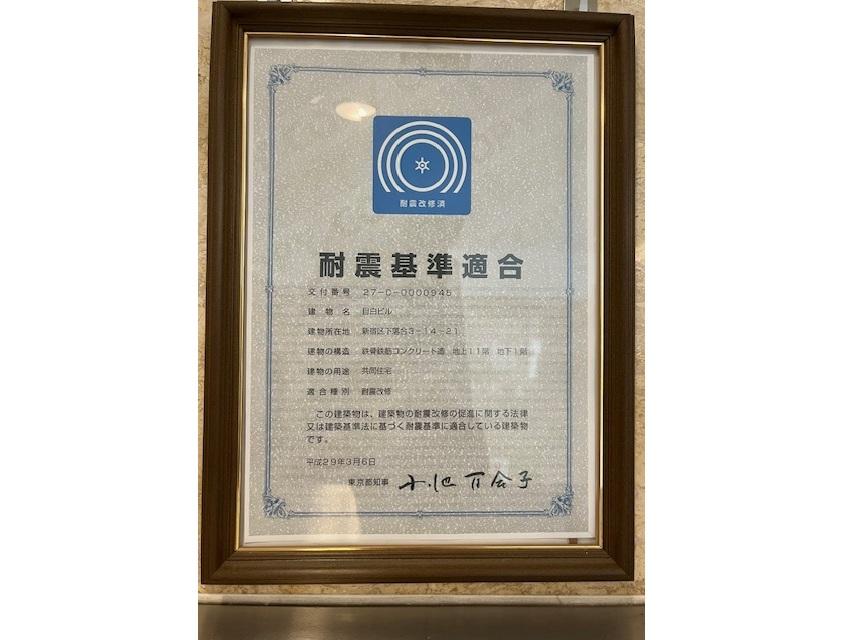 耐震改修済
耐震基準適合
交付番号 27-C-0000945
建物名 目白ビル
建物所在地 新宿区下落合3-14-21
建物の構造 鉄骨鉄筋コンクリート造 地上11階 地下1階
建物の用途 共同住宅
適合種別 耐震改修
この建築物は、建築物の耐震改修の促進に関する法律
又は建築基準法に基づく耐震基準に適合している建築物
です。
平成29年3月6日
東京都知事 小池百合子